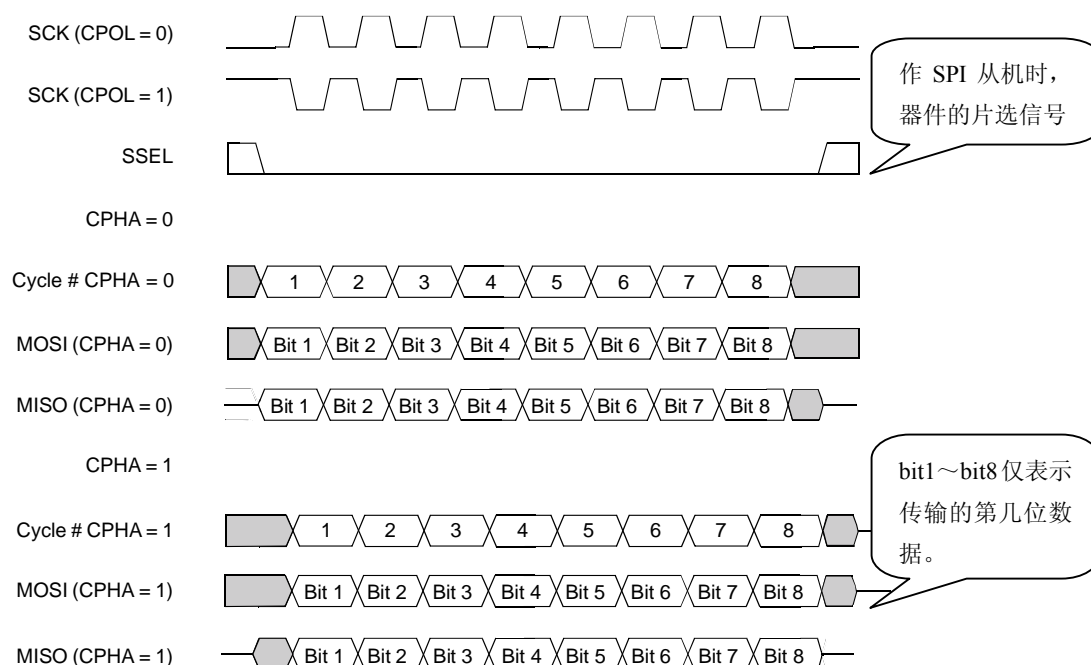 SCK (CPOL = 0)
SCK (CPOL = 1)
作 SPI 从机时，
器件的片选信号
SSEL
CPHA = 0
Cycle # CPHA = 0 1 2 3 4 5 6 7 8
MOSI (CPHA = 0) Bit 1 Bit 2 Bit 3 Bit 4 Bit 5 Bit 6 Bit 7 Bit 8
MISO (CPHA = 0) Bit 1 Bit 2 Bit 3 Bit 4 Bit 5 Bit 6 Bit 7 Bit 8
CPHA = 1
bit1～bit8仅表示
传输的第几位数
据。
Cycle # CPHA = 1 1 2 3 4 5 6 7 8
MOSI (CPHA = 1) Bit 1 Bit 2 Bit 3 Bit 4 Bit 5 Bit 6 Bit 7 Bit 8
MISO (CPHA = 1) Bit 1 Bit 2 Bit 3 Bit 4 Bit 5 Bit 6 Bit 7 Bit 8